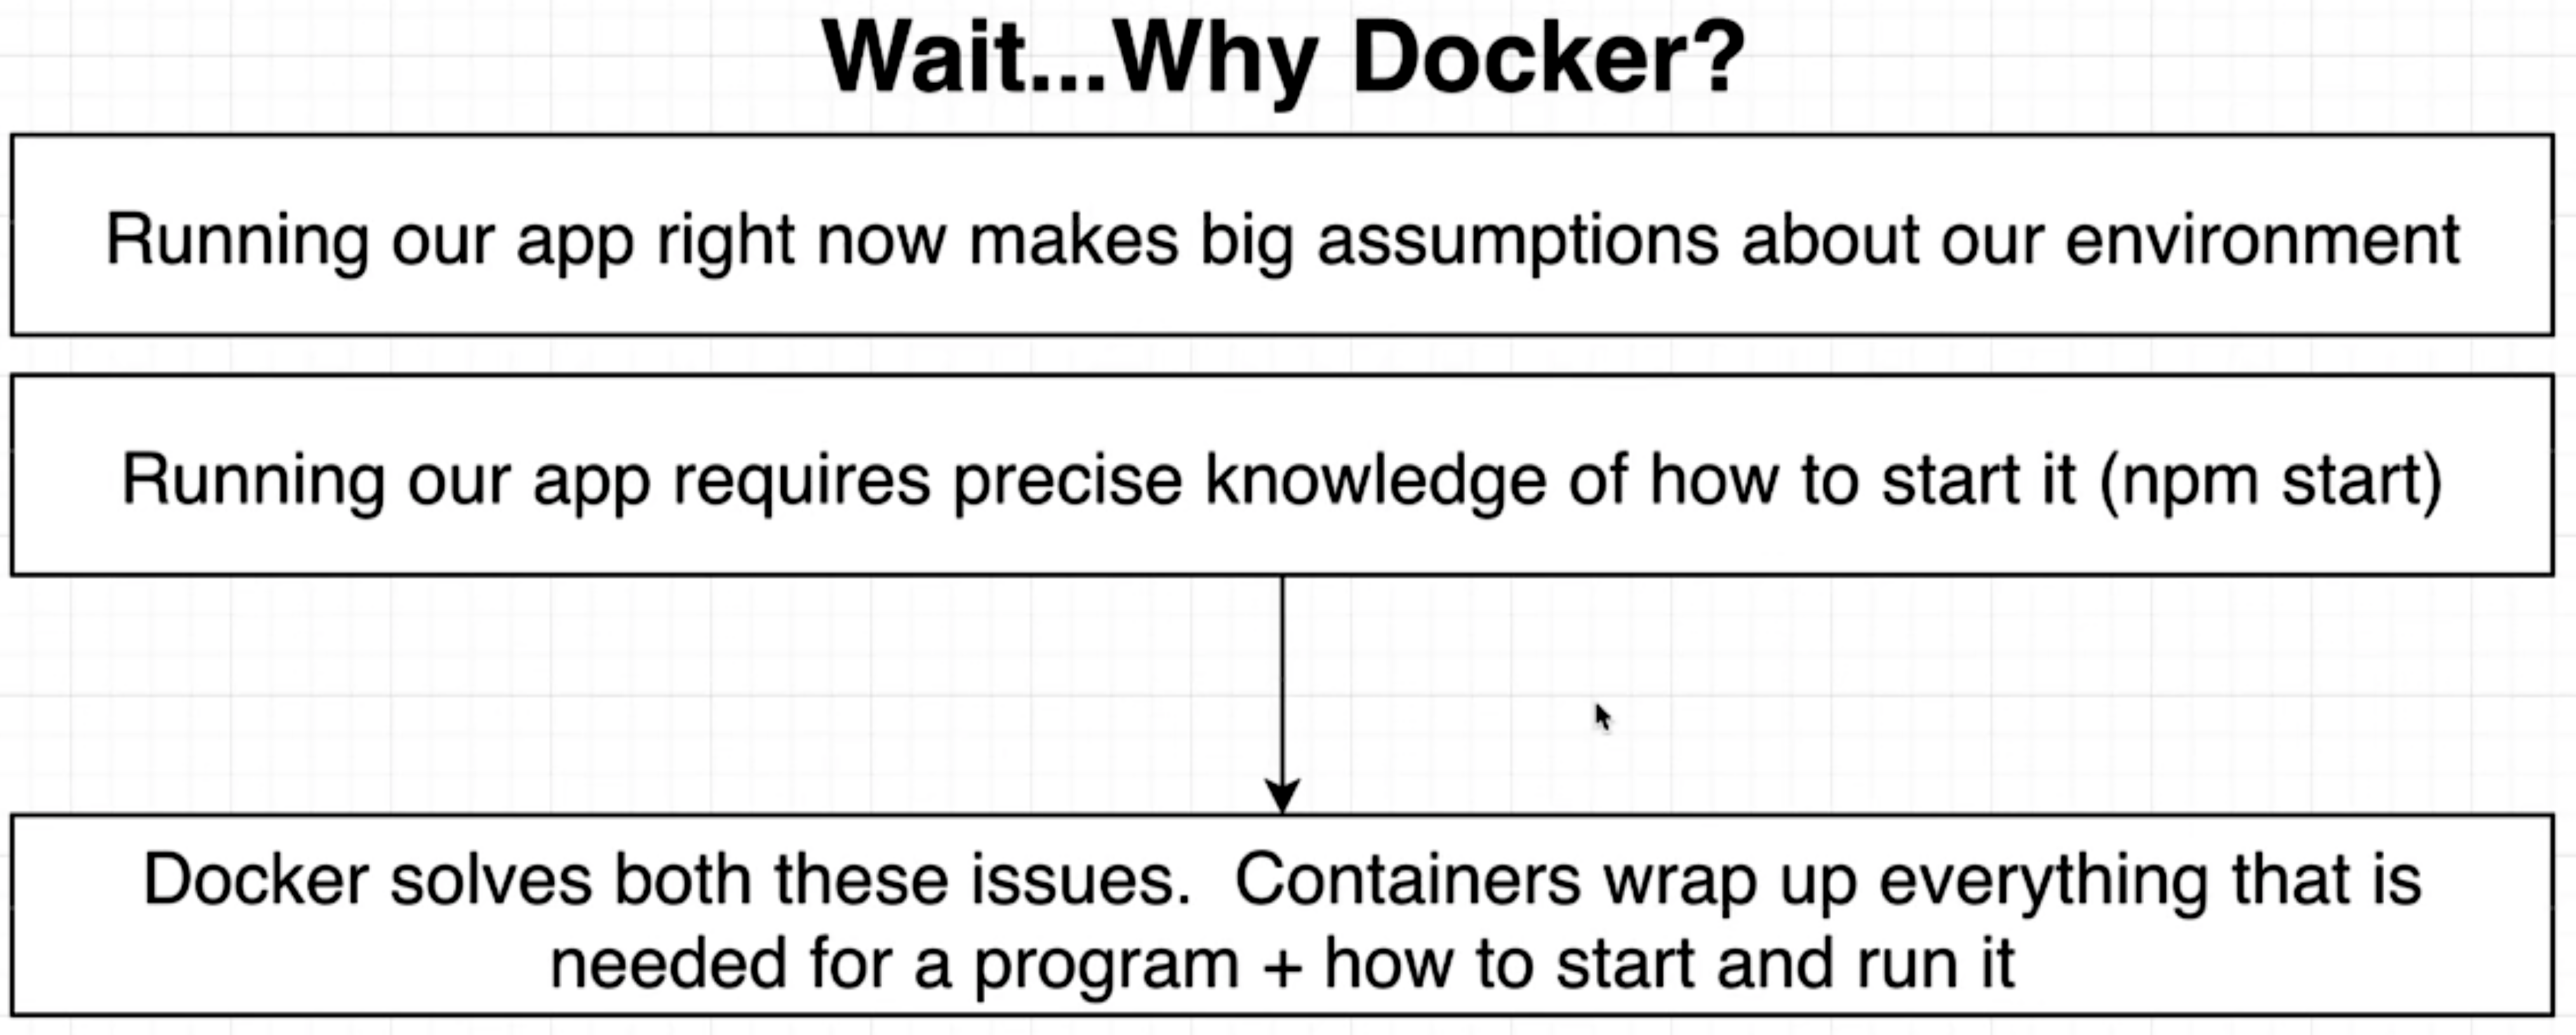 Wait...Why Docker?
Running our app right now makes big assumptions about our environment
Running our app requires precise knowledge of how to start it (npm start)
Docker solves both these issues.  Containers wrap up everything that is
needed for a program + how to start and run it